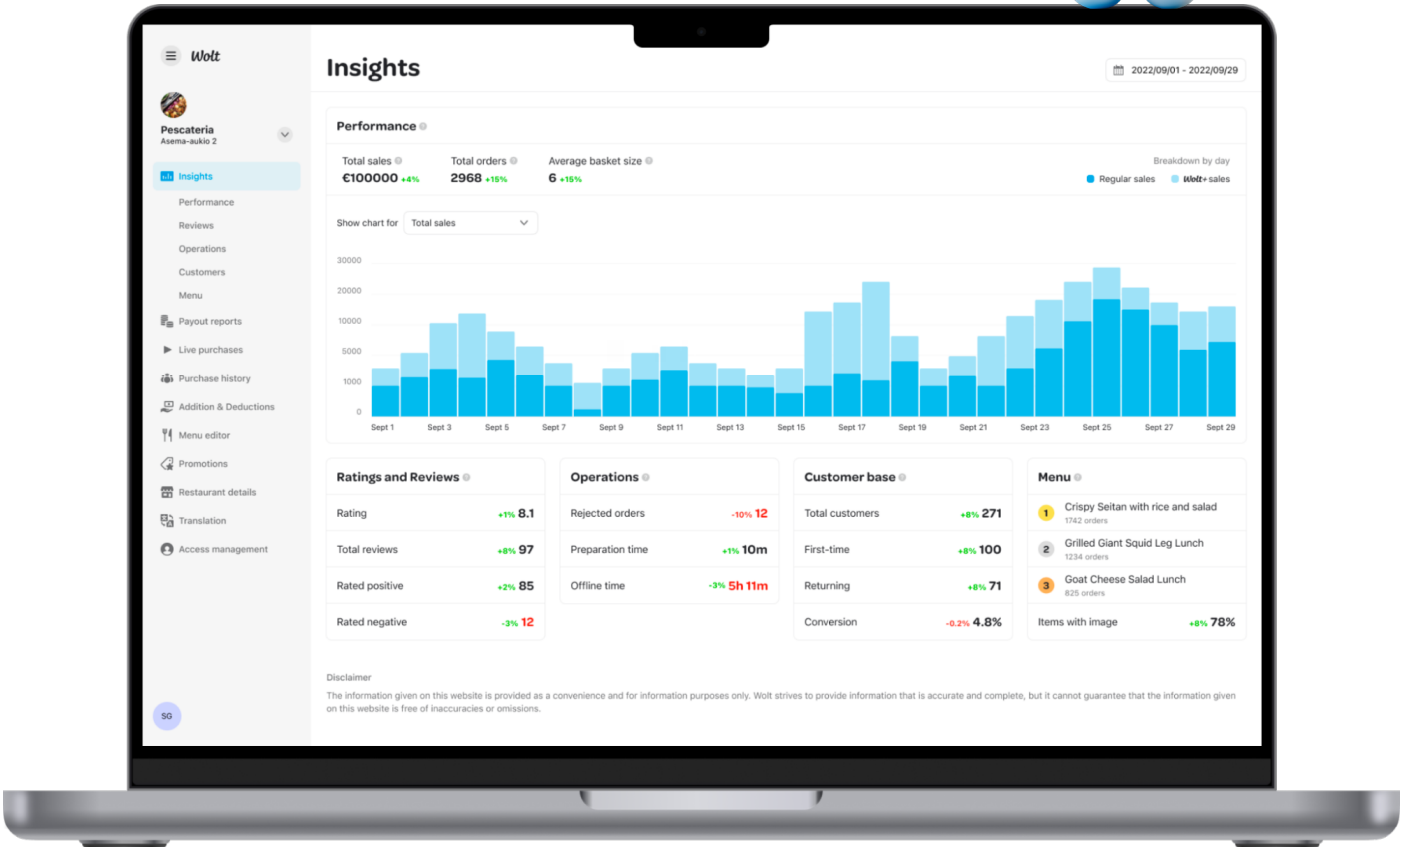 Wolt
Pescateria
Asema-aukio 2
Insights
Performance
Reviews
Operations
Customers
Menu
Payout reports
Live purchases
Purchase history
Addition & Deductions
Menu editor
Promotions
Restaurant details
Translation
Access management
SG
Insights
2022/09/01 - 2022/09/29
Performance
Total sales
€100000 +4%
Total orders
2968 +15%
Average basket size
6 +15%
Breakdown by day
Regular sales
Wolt+ sales
Show chart for
Total sales
30000
20000
10000
5000
1000
0
Sept 1 Sept 3 Sept 5 Sept 7 Sept 9 Sept 11 Sept 13 Sept 15 Sept 17 Sept 19 Sept 21 Sept 23 Sept 25 Sept 27 Sept 29
Ratings and Reviews
Rating +1% 8.1
Total reviews +8% 97
Rated positive +2% 85
Rated negative -3% 12
Operations
Rejected orders -10% 12
Preparation time +1% 10m
Offline time -3% 5h 11m
Customer base
Total customers +8% 271
First-time +8% 100
Returning +8% 71
Conversion -0.2% 4.8%
Menu
1 Crispy Seitan with rice and salad
1742 orders
2 Grilled Giant Squid Leg Lunch
1234 orders
3 Goat Cheese Salad Lunch
825 orders
Items with image +8% 78%
Disclaimer
The information given on this website is provided as a convenience and for information purposes only. Wolt strives to provide information that is accurate and complete, but it cannot guarantee that the information given
on this website is free of inaccuracies or omissions.